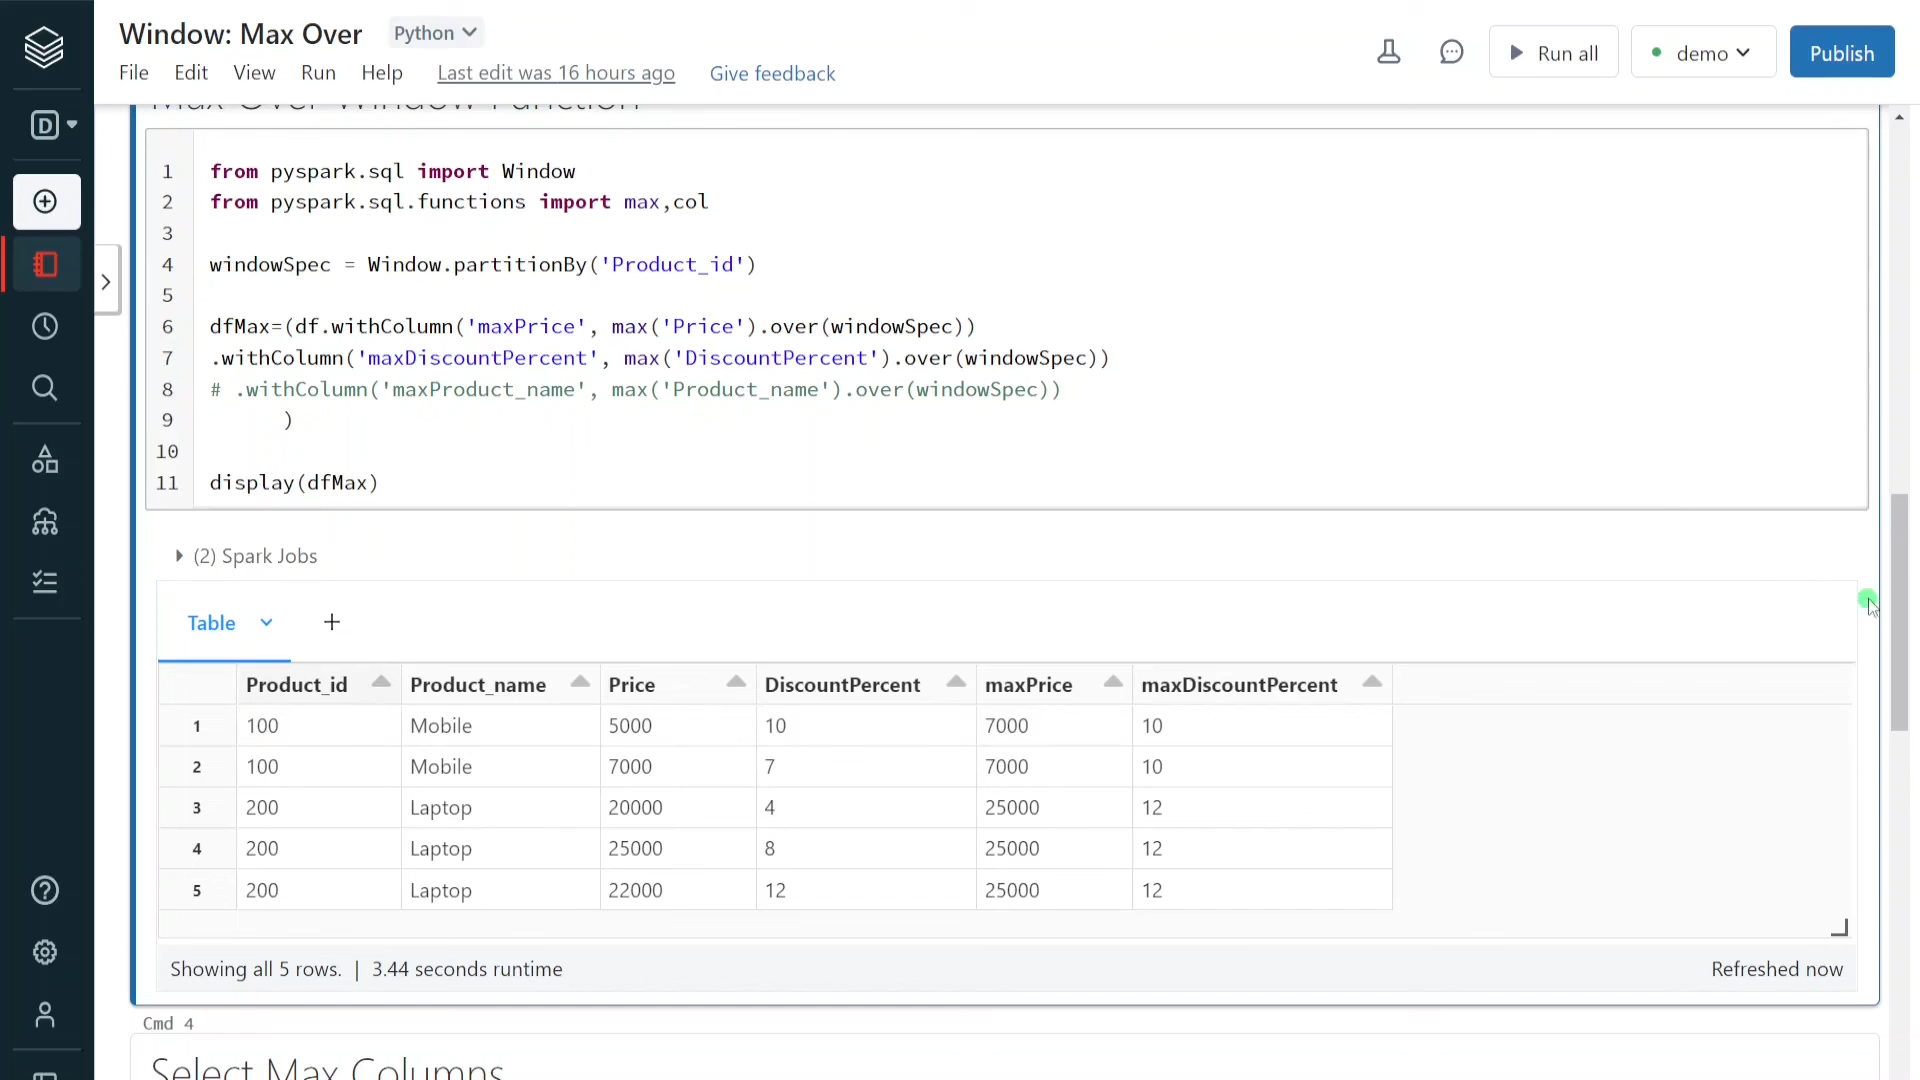 Window: Max Over Python
File Edit View Run Help Last edit was 16 hours ago Give feedback
Run all demo Publish
D
Max Over Window Function
1 from pyspark.sql import Window
2 from pyspark.sql.functions import max,col
3
4 windowSpec = Window.partitionBy('Product_id')
5
6 dfMax=(df.withColumn('maxPrice', max('Price').over(windowSpec))
7 .withColumn('maxDiscountPercent', max('DiscountPercent').over(windowSpec))
8 # .withColumn('maxProduct_name', max('Product_name').over(windowSpec))
9 )
10
11 display(dfMax)
(2) Spark Jobs
Table +
Product_id Product_name Price DiscountPercent maxPrice maxDiscountPercent
1 100 Mobile 5000 10 7000 10
2 100 Mobile 7000 7 7000 10
3 200 Laptop 20000 4 25000 12
4 200 Laptop 25000 8 25000 12
5 200 Laptop 22000 12 25000 12
Showing all 5 rows. | 3.44 seconds runtime Refreshed now
Cmd 4
Select Max Columns